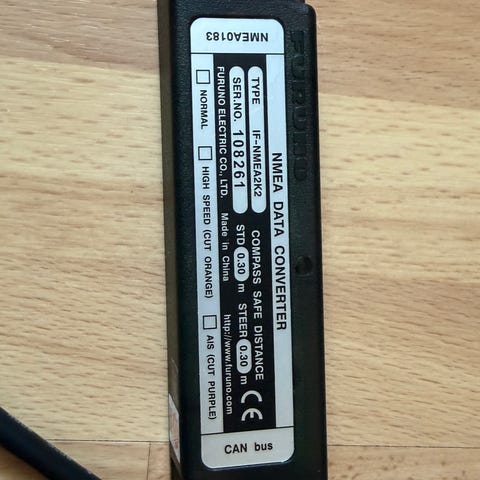 FURUNO
NMEA0183
NMEA DATA CONVERTER
TYPE IF-NMEA2K2
COMPASS SAFE DISTANCE
SER.NO. 108261
STD 0.30 m STEER 0.30 m
FURUNO ELECTRIC CO., LTD. Made in China http://www.furuno.com
CE
NORMAL HIGH SPEED (CUT ORANGE) AIS (CUT PURPLE)
CAN bus